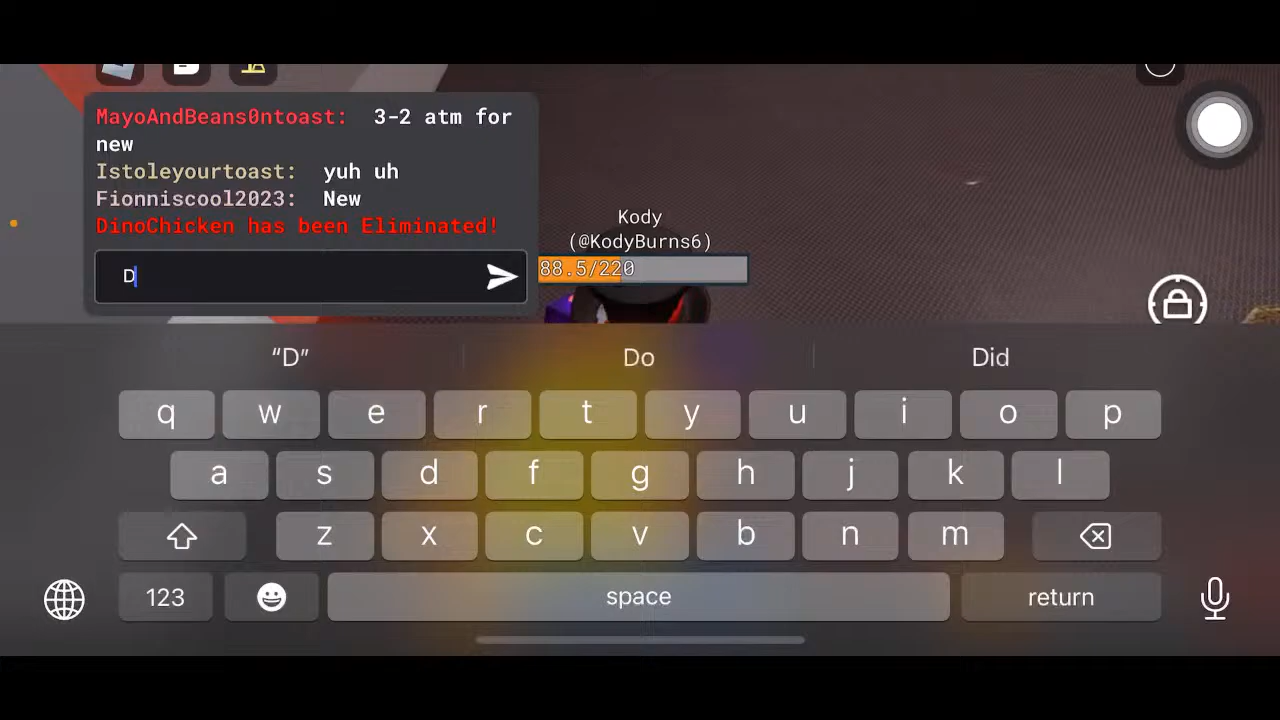 MayoAndBeans0ntoast: 3-2 atm for
new
Istoleyourtoast: yuh uh
Fionniscool2023: New
DinoChicken has been Eliminated!
D
Kody
(@KodyBurns6)
88.5/220
“D” Do Did
q w e r t y u i o p
a s d f g h j k l
z x c v b n m
123 space return